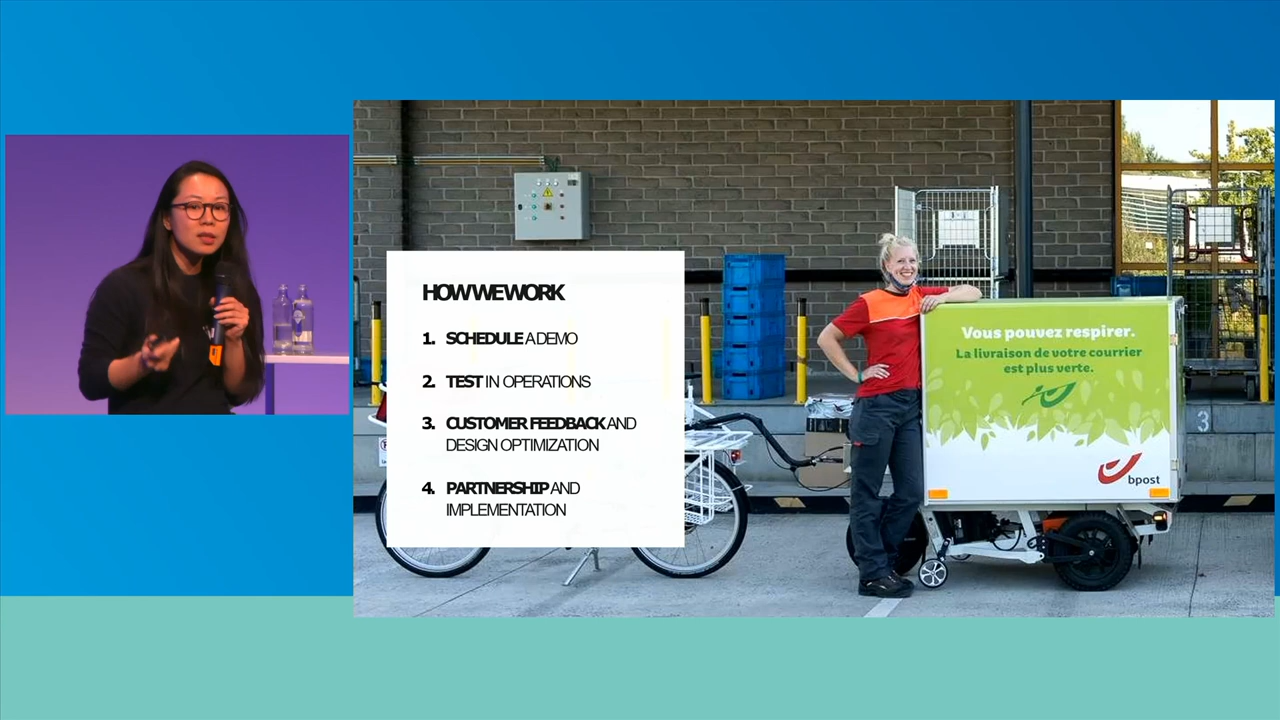 HOW WE WORK
1. SCHEDULE A DEMO
2. TEST IN OPERATIONS
3. CUSTOMER FEEDBACK AND
DESIGN OPTIMIZATION
4. PARTNERSHIP AND
IMPLEMENTATION
Vous pouvez respirer.
La livraison de votre courrier
est plus verte.
bpost
3